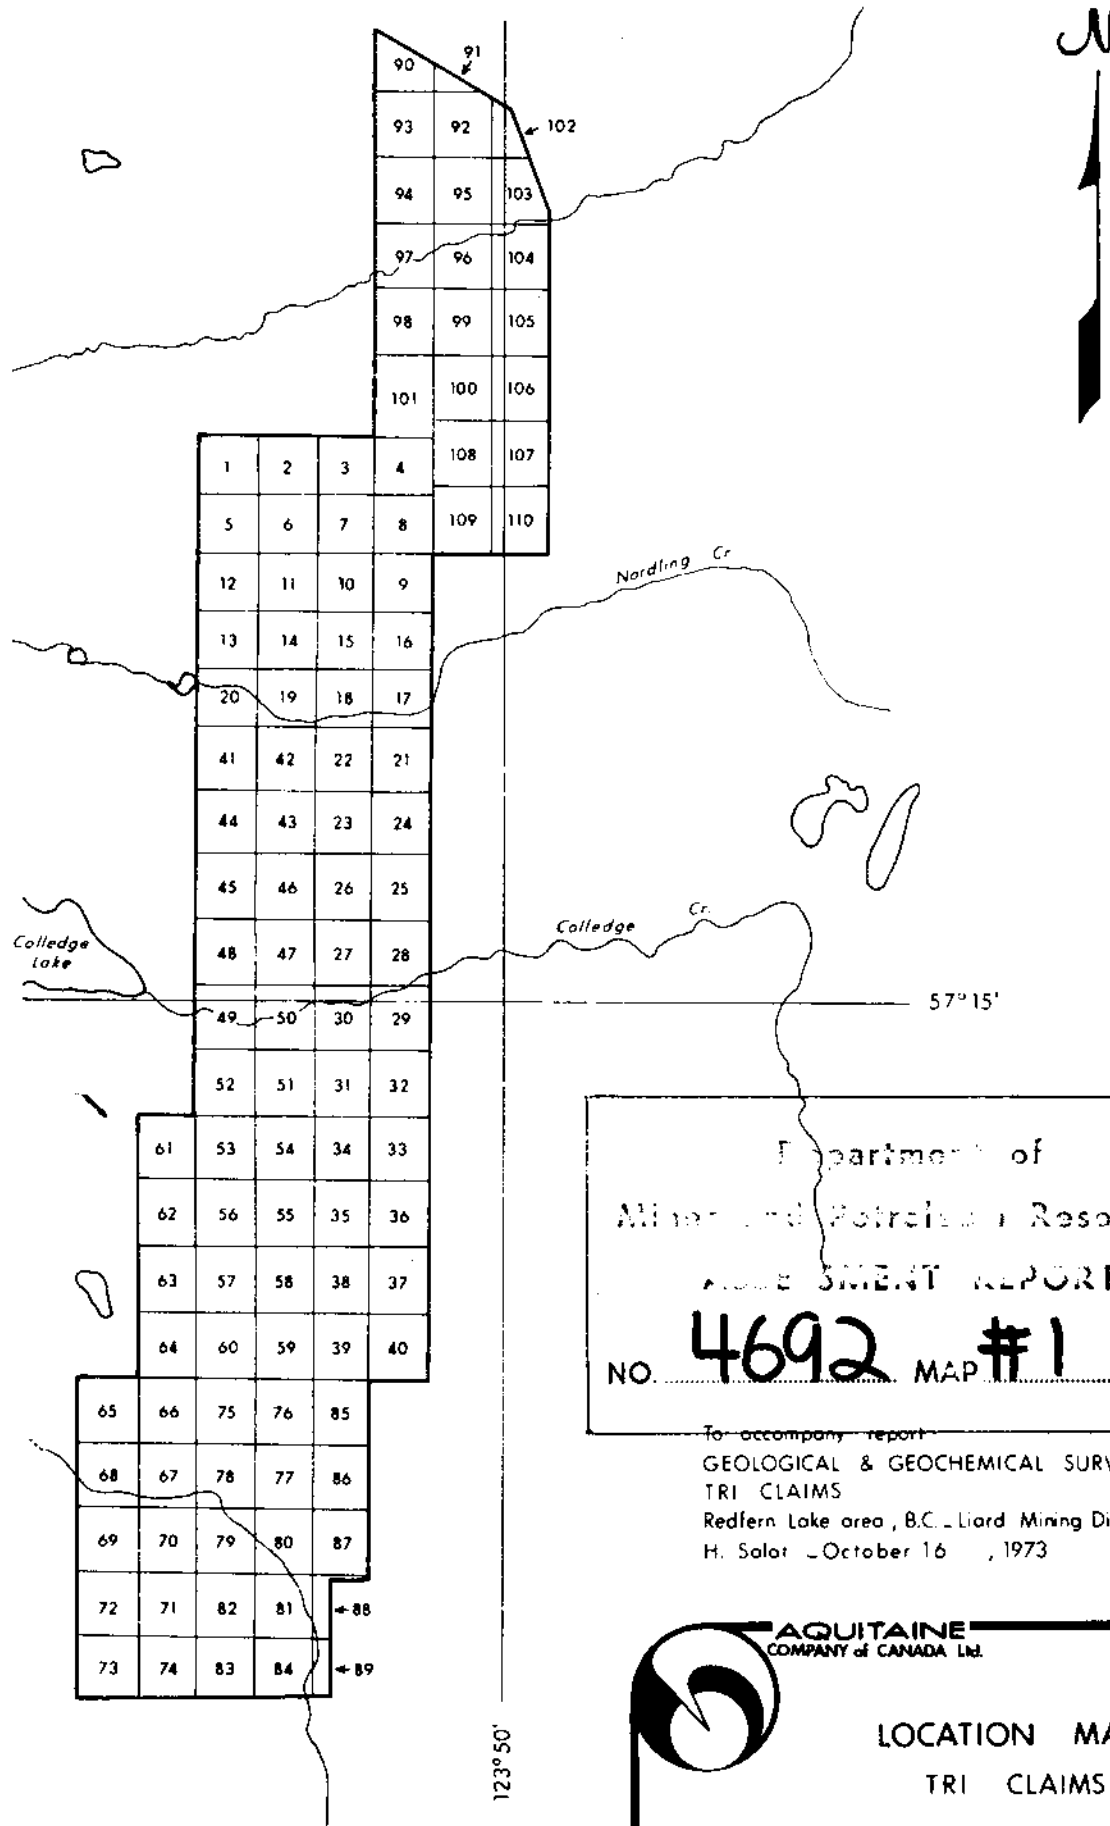 N
91
90
93 92 102
94 95 103
97 96 104
98 99 105
101 100 106
1 2 3 4 108 107
5 6 7 8 109 110
12 11 10 9
Nordling Cr
13 14 15 16
20 19 18 17
41 42 22 21
44 43 23 24
45 46 26 25
Colledge Cr.
Colledge
Lake
48 47 27 28
49 50 30 29
57°15'
52 51 31 32
61 53 54 34 33
62 56 55 35 36
63 57 58 38 37
64 60 59 39 40
65 66 75 76 85
68 67 78 77 86
69 70 79 80 87
72 71 82 81 88
73 74 83 84 89
123°50'
of
NO. 4692 MAP #1
To accompany report
GEOLOGICAL & GEOCHEMICAL SURV
TRI CLAIMS
Redfern Lake area, B.C. - Liard Mining Di
H. Salat - October 16 , 1973
AQUITAINE
COMPANY of CANADA Ltd.
LOCATION MA
TRI CLAIMS